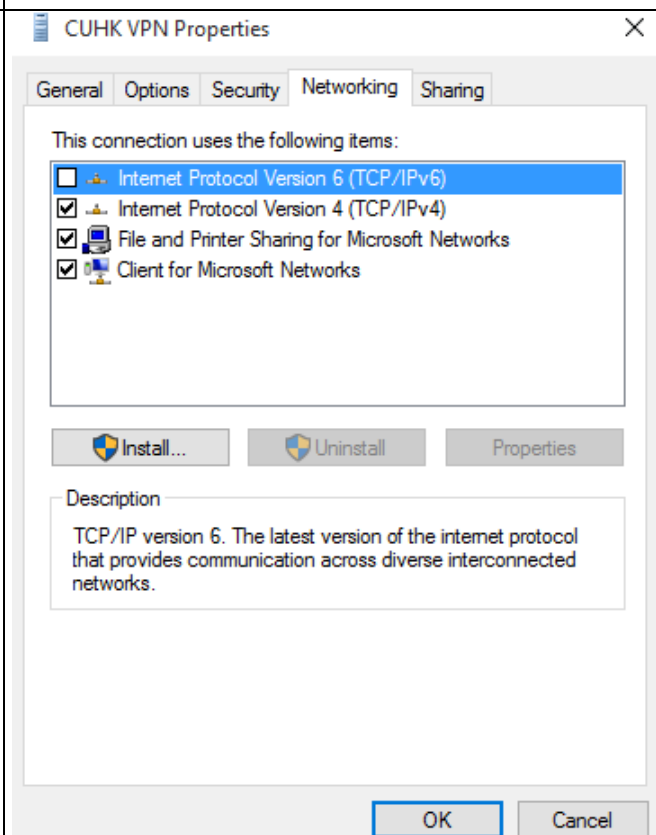 CUHK VPN Properties
General Options Security Networking Sharing
This connection uses the following items:
Internet Protocol Version 6 (TCP/IPv6)
Internet Protocol Version 4 (TCP/IPv4)
File and Printer Sharing for Microsoft Networks
Client for Microsoft Networks
Install... Uninstall Properties
Description
TCP/IP version 6. The latest version of the internet protocol
that provides communication across diverse interconnected
networks.
OK Cancel